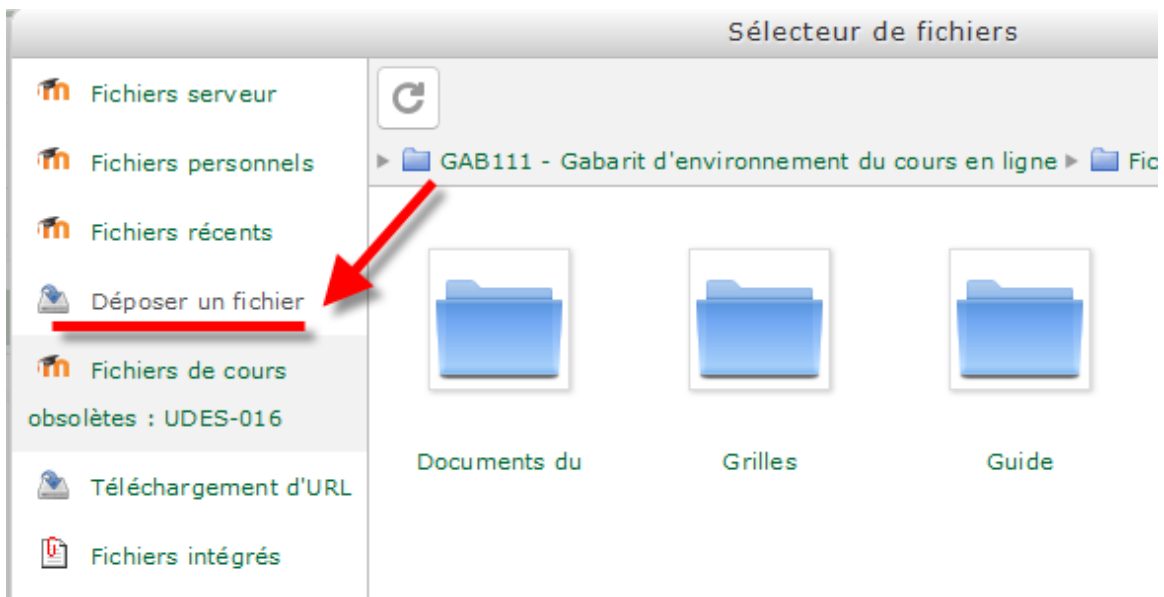 Sélecteur de fichiers
Fichiers serveur
Fichiers personnels
Fichiers récents
Déposer un fichier
Fichiers de cours
obsolètes : UDES-016
Téléchargement d'URL
Fichiers intégrés
GAB111 - Gabarit d'environnement du cours en ligne
Fic
Documents du
Grilles
Guide